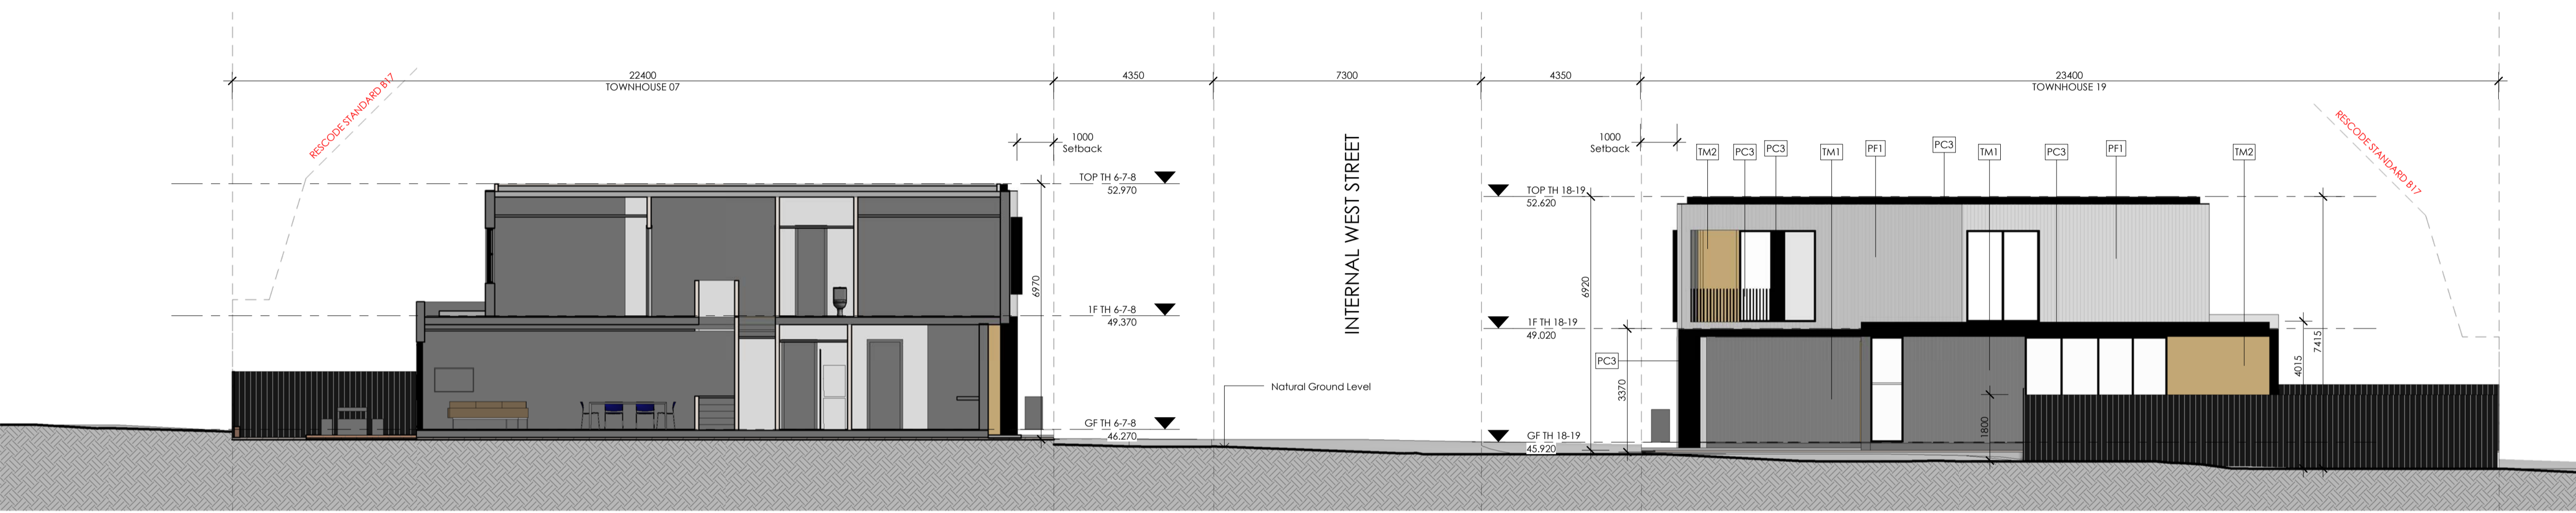 22400
TOWNHOUSE 07
4350
7300
4350
23400
TOWNHOUSE 19
RESCODE STANDARD B17
RESCODE STANDARD B17
1000
Setback
1000
Setback
INTERNAL WEST STREET
TM2
PC3
PC3
TM1
PF1
PC3
TM1
PC3
PF1
TM2
TOP TH 6-7-8
52.970
TOP TH 18-19
52.620
6970
6920
1F TH 6-7-8
49.370
1F TH 18-19
49.020
PC3
3370
4015
7415
Natural Ground Level
GF TH 6-7-8
46.270
GF TH 18-19
45.920
1800